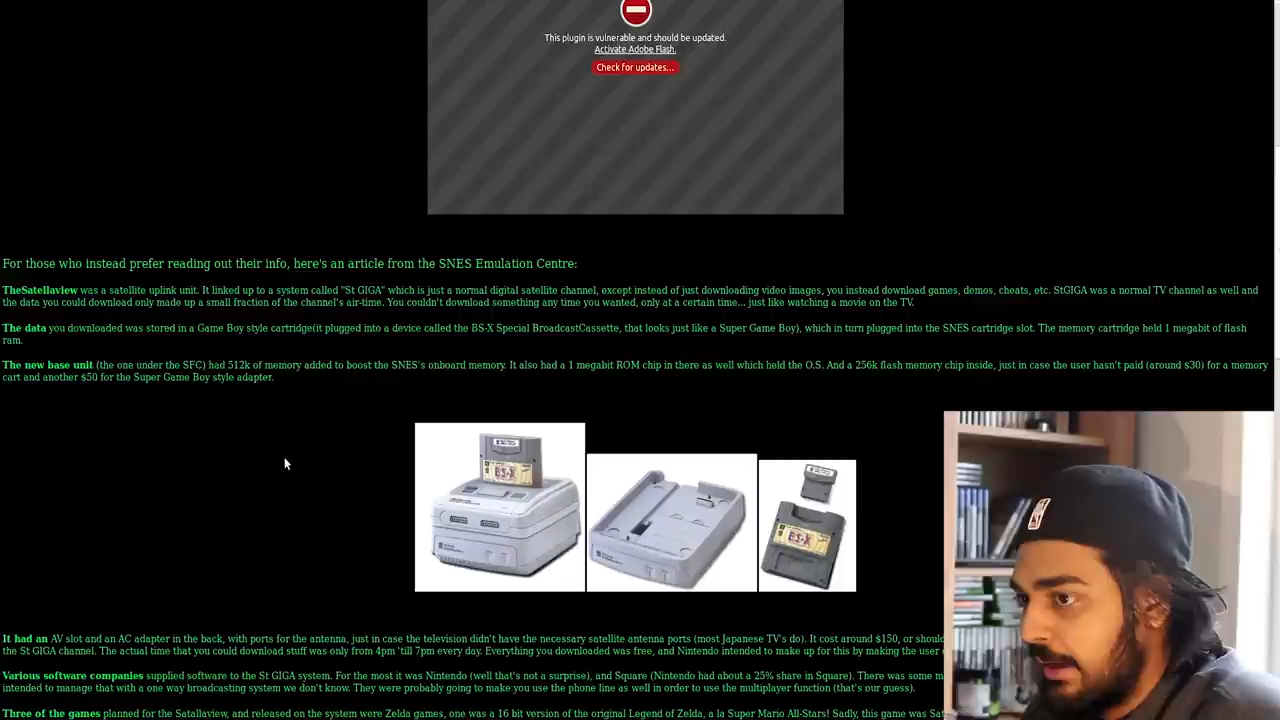 This plugin is vulnerable and should be updated.
Activate Adobe Flash.
Check for updates...
For those who instead prefer reading out their info, here's an article from the SNES Emulation Centre:
TheSatellaview was a satellite uplink unit. It linked up to a system called "St GIGA" which is just a normal digital satellite channel, except instead of just downloading video images, you instead download games, demos, cheats, etc. StGIGA was a normal TV channel as well and
the data you could download only made up a small fraction of the channel's air-time. You couldn't download something any time you wanted, only at a certain time... just like watching a movie on the TV.
The data you downloaded was stored in a Game Boy style cartridge(it plugged into a device called the BS-X Special BroadcastCassette, that looks just like a Super Game Boy), which in turn plugged into the SNES cartridge slot. The memory cartridge held 1 megabit of flash
ram.
The new base unit (the one under the SFC) had 512k of memory added to boost the SNES's onboard memory. It also had a 1 megabit ROM chip in there as well which held the O.S. And a 256k flash memory chip inside, just in case the user hasn't paid (around $30) for a memory
cart and another $50 for the Super Game Boy style adapter.
It had an AV slot and an AC adapter in the back, with ports for the antenna, just in case the television didn't have the necessary satellite antenna ports (most Japanese TV's do). It cost around $150, or should
the St GIGA channel. The actual time that you could download stuff was only from 4pm 'till 7pm every day. Everything you downloaded was free, and Nintendo intended to make up for this by making the user
Various software companies supplied software to the St GIGA system. For the most it was Nintendo (well that's not a surprise), and Square (Nintendo had about a 25% share in Square). There was some m
intended to manage that with a one way broadcasting system we don't know. They were probably going to make you use the phone line as well in order to use the multiplayer function (that's our guess).
Three of the games planned for the Satallaview, and released on the system were Zelda games, one was a 16 bit version of the original Legend of Zelda, a la Super Mario All-Stars! Sadly, this game was Sat